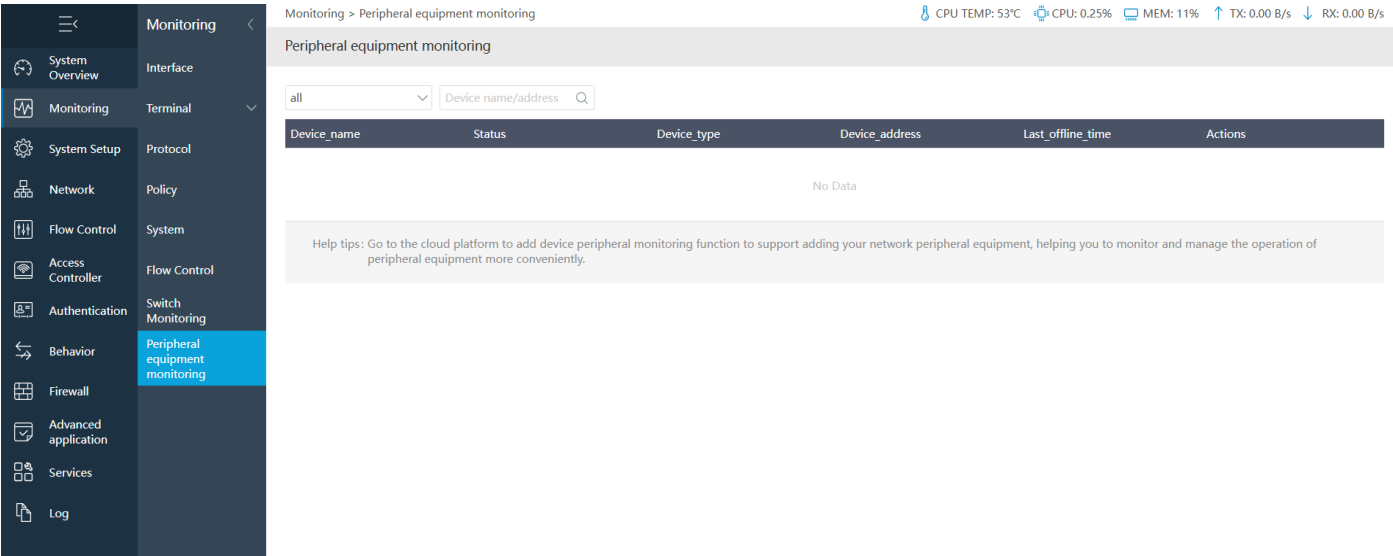 Monitoring
Monitoring > Peripheral equipment monitoring
CPU TEMP: 53℃ CPU: 0.25% MEM: 11% TX: 0.00 B/s RX: 0.00 B/s
System
Overview
Monitoring
System Setup
Network
Flow Control
Access
Controller
Authentication
Behavior
Firewall
Advanced
application
Services
Log
Interface
Terminal
Protocol
Policy
System
Flow Control
Switch
Monitoring
Peripheral
equipment
monitoring
Peripheral equipment monitoring
all
Device name/address
Device_name Status Device_type Device_address Last_offline_time Actions
No Data
Help tips: Go to the cloud platform to add device peripheral monitoring function to support adding your network peripheral equipment, helping you to monitor and manage the operation of
peripheral equipment more conveniently.